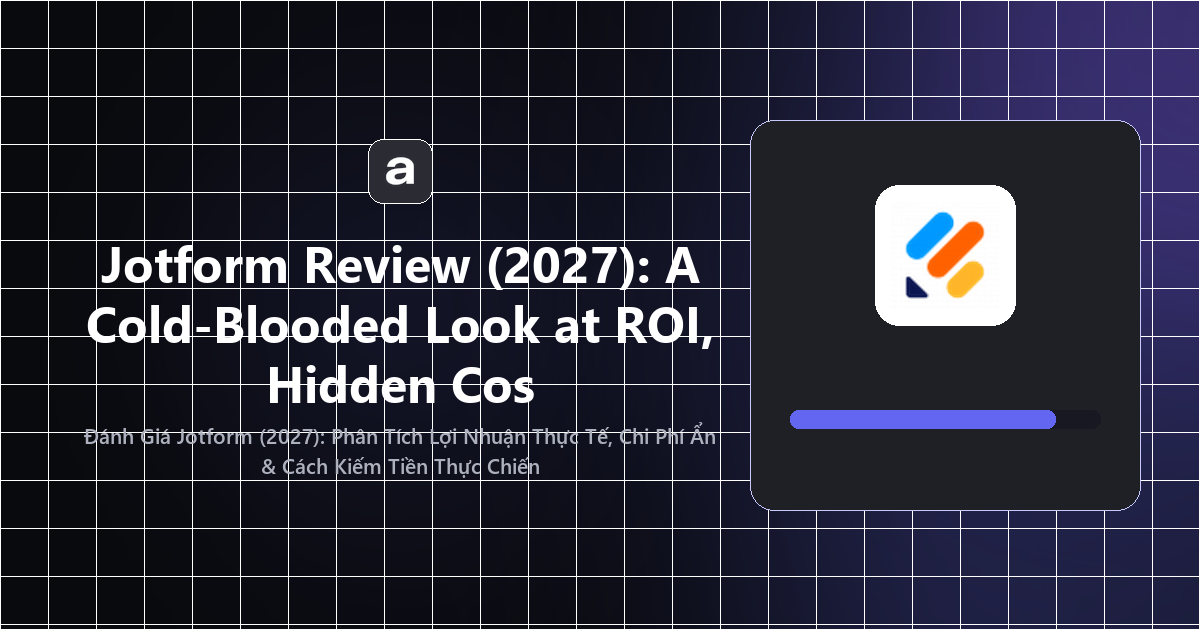 a
Jotform Review (2027): A
Cold-Blooded Look at ROI,
Hidden Cos
Đánh Giá Jotform (2027): Phân Tích Lợi Nhuận Thực Tế, Chi Phí Ẩn
& Cách Kiếm Tiền Thực Chiến